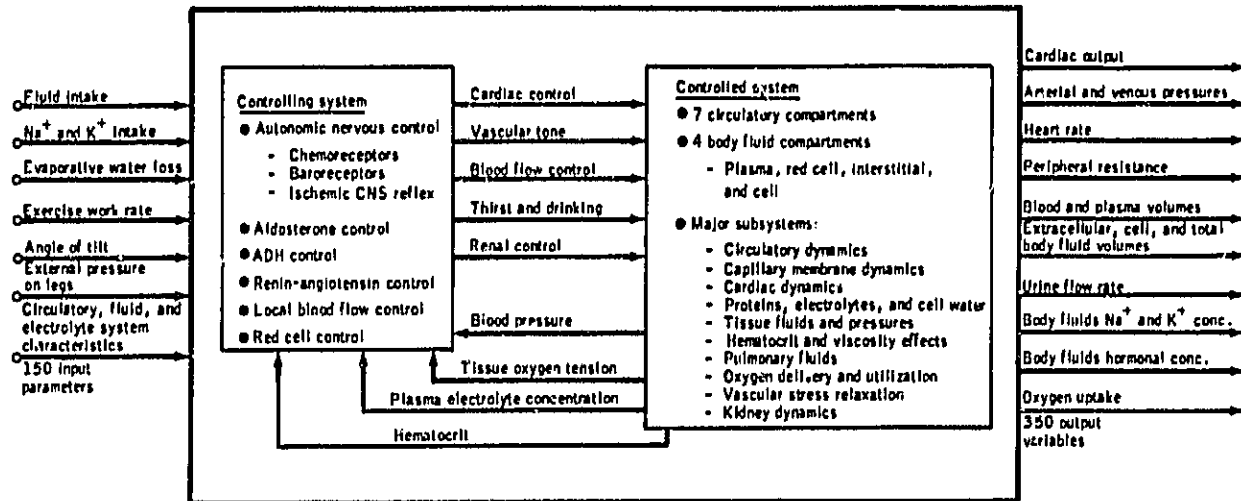 Fluid intake
Na+ and K+ intake
Evaporative water loss
Exercise work rate
Angle of tilt
External pressure
on legs
Circulatory, fluid, and
electrolyte system
characteristics
150 input
parameters
Controlling system
● Autonomic nervous control
- Chemoreceptors
- Baroreceptors
- Ischemic CNS reflex
● Aldosterone control
● ADH control
● Renin-angiotensin control
● Local blood flow control
● Red cell control
Cardiac control
Vascular tone
Blood flow control
Thirst and drinking
Renal control
Blood pressure
Tissue oxygen tension
Plasma electrolyte concentration
Hematocrit
Controlled system
● 7 circulatory compartments
● 4 body fluid compartments
- Plasma, red cell, interstitial,
and cell
● Major subsystems:
- Circulatory dynamics
- Capillary membrane dynamics
- Cardiac dynamics
- Proteins, electrolytes, and cell water
- Tissue fluids and pressures
- Hematocrit and viscosity effects
- Pulmonary fluids
- Oxygen delivery and utilization
- Vascular stress relaxation
- Kidney dynamics
Cardiac output
Arterial and venous pressures
Heart rate
Peripheral resistance
Blood and plasma volumes
Extracellular, cell, and total
body fluid volumes
Urine flow rate
Body fluids Na+ and K+ conc.
Body fluids hormonal conc.
Oxygen uptake
350 output
variables